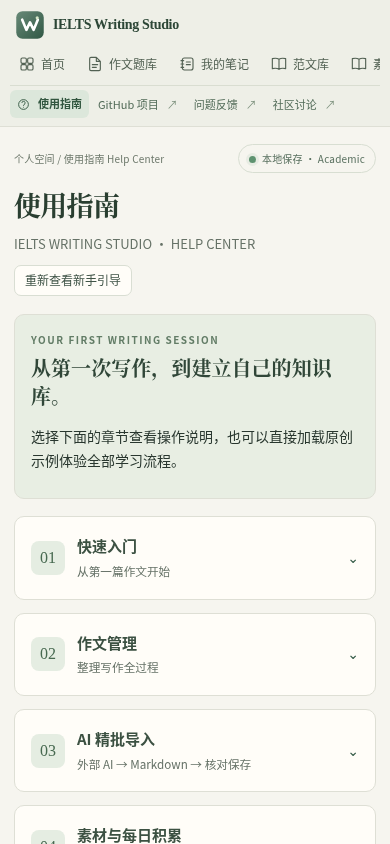 IELTS Writing Studio
首页 作文题库 我的笔记 范文库
使用指南 GitHub 项目 ↗ 问题反馈 ↗ 社区讨论 ↗
个人空间 / 使用指南 Help Center
本地保存 · Academic
使用指南
IELTS WRITING STUDIO · HELP CENTER
重新查看新手引导
YOUR FIRST WRITING SESSION
从第一次写作，到建立自己的知识
库。
选择下面的章节查看操作说明，也可以直接加载原创
示例体验全部学习流程。
01 快速入门
从第一篇作文开始
02 作文管理
整理写作全过程
03 AI 精批导入
外部 AI → Markdown → 核对保存
素材与每日积累